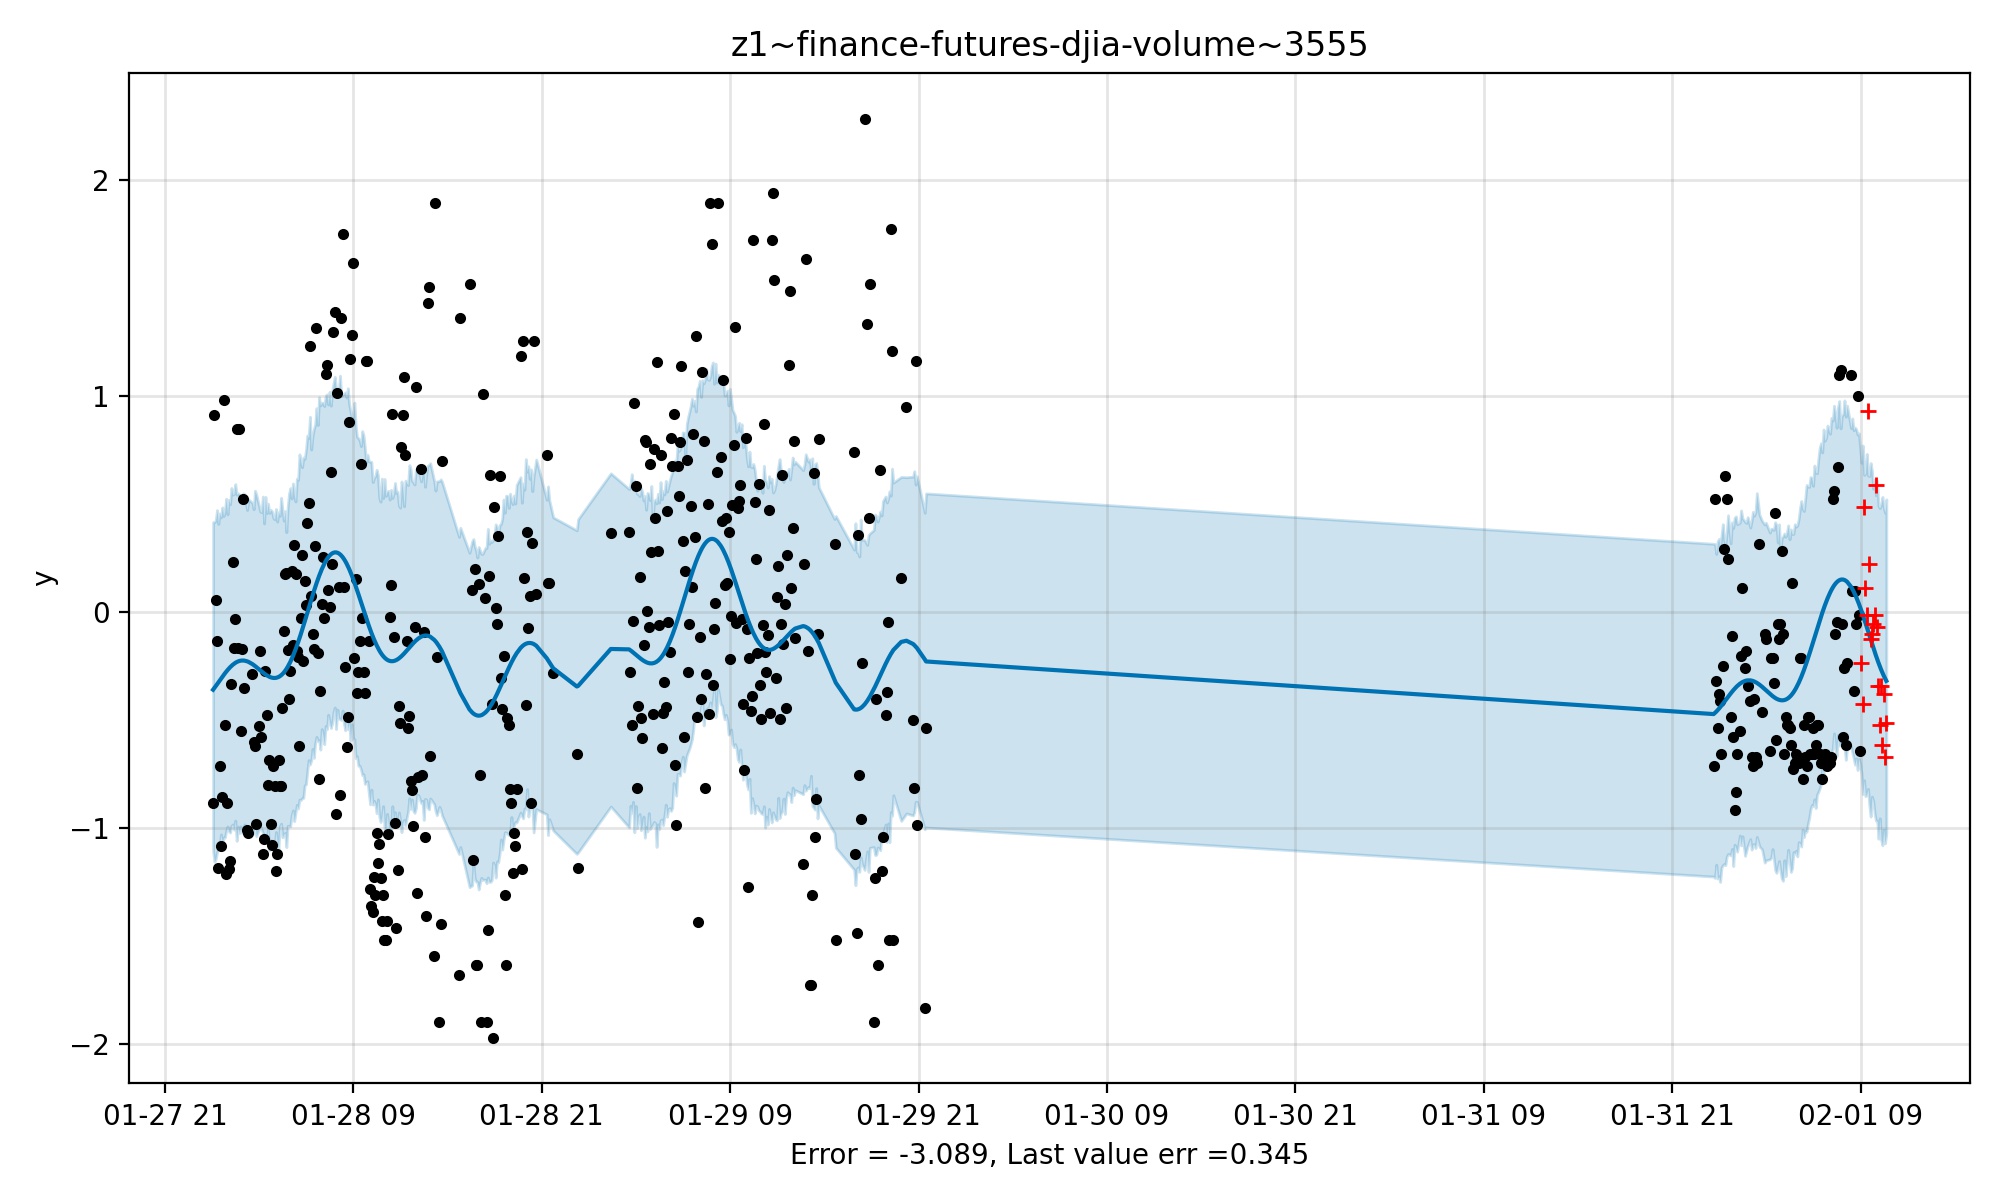 z1~finance-futures-djia-volume~3555
y
2
1
0
−1
−2
01-27 21 01-28 09 01-28 21 01-29 09 01-29 21 01-30 09 01-30 21 01-31 09 01-31 21 02-01 09
Error = -3.089, Last value err =0.345